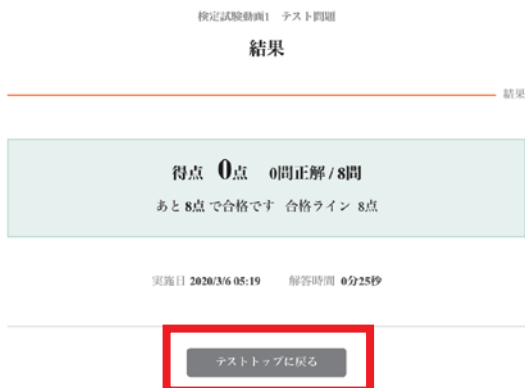 検定試験動画1　テスト問題
結果
結果
得点 0点 0問正解 / 8問
あと 8点 で合格です 合格ライン 8点
実施日 2020/3/6 05:19 解答時間 0分25秒
テストトップに戻る